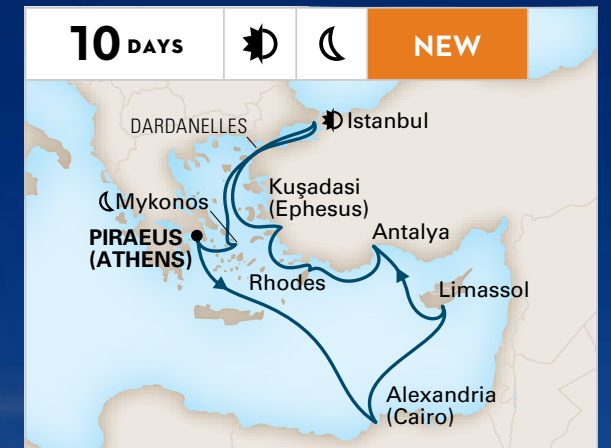 10 DAYS
NEW
DARDANELLES
Istanbul
Mykonos
Kuşadasi
(Ephesus)
PIRAEUS
(ATHENS)
Antalya
Rhodes
Limassol
Alexandria
(Cairo)